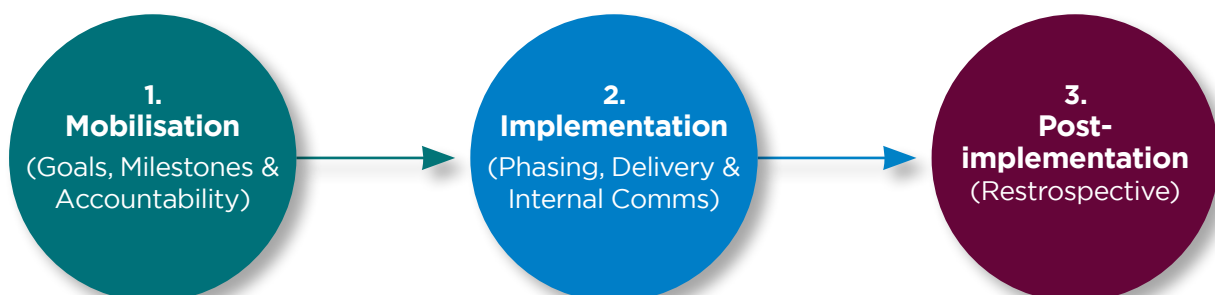 1.
Mobilisation
(Goals, Milestones &
Accountability)
2.
Implementation
(Phasing, Delivery &
Internal Comms)
3.
Post-
implementation
(Restrospective)